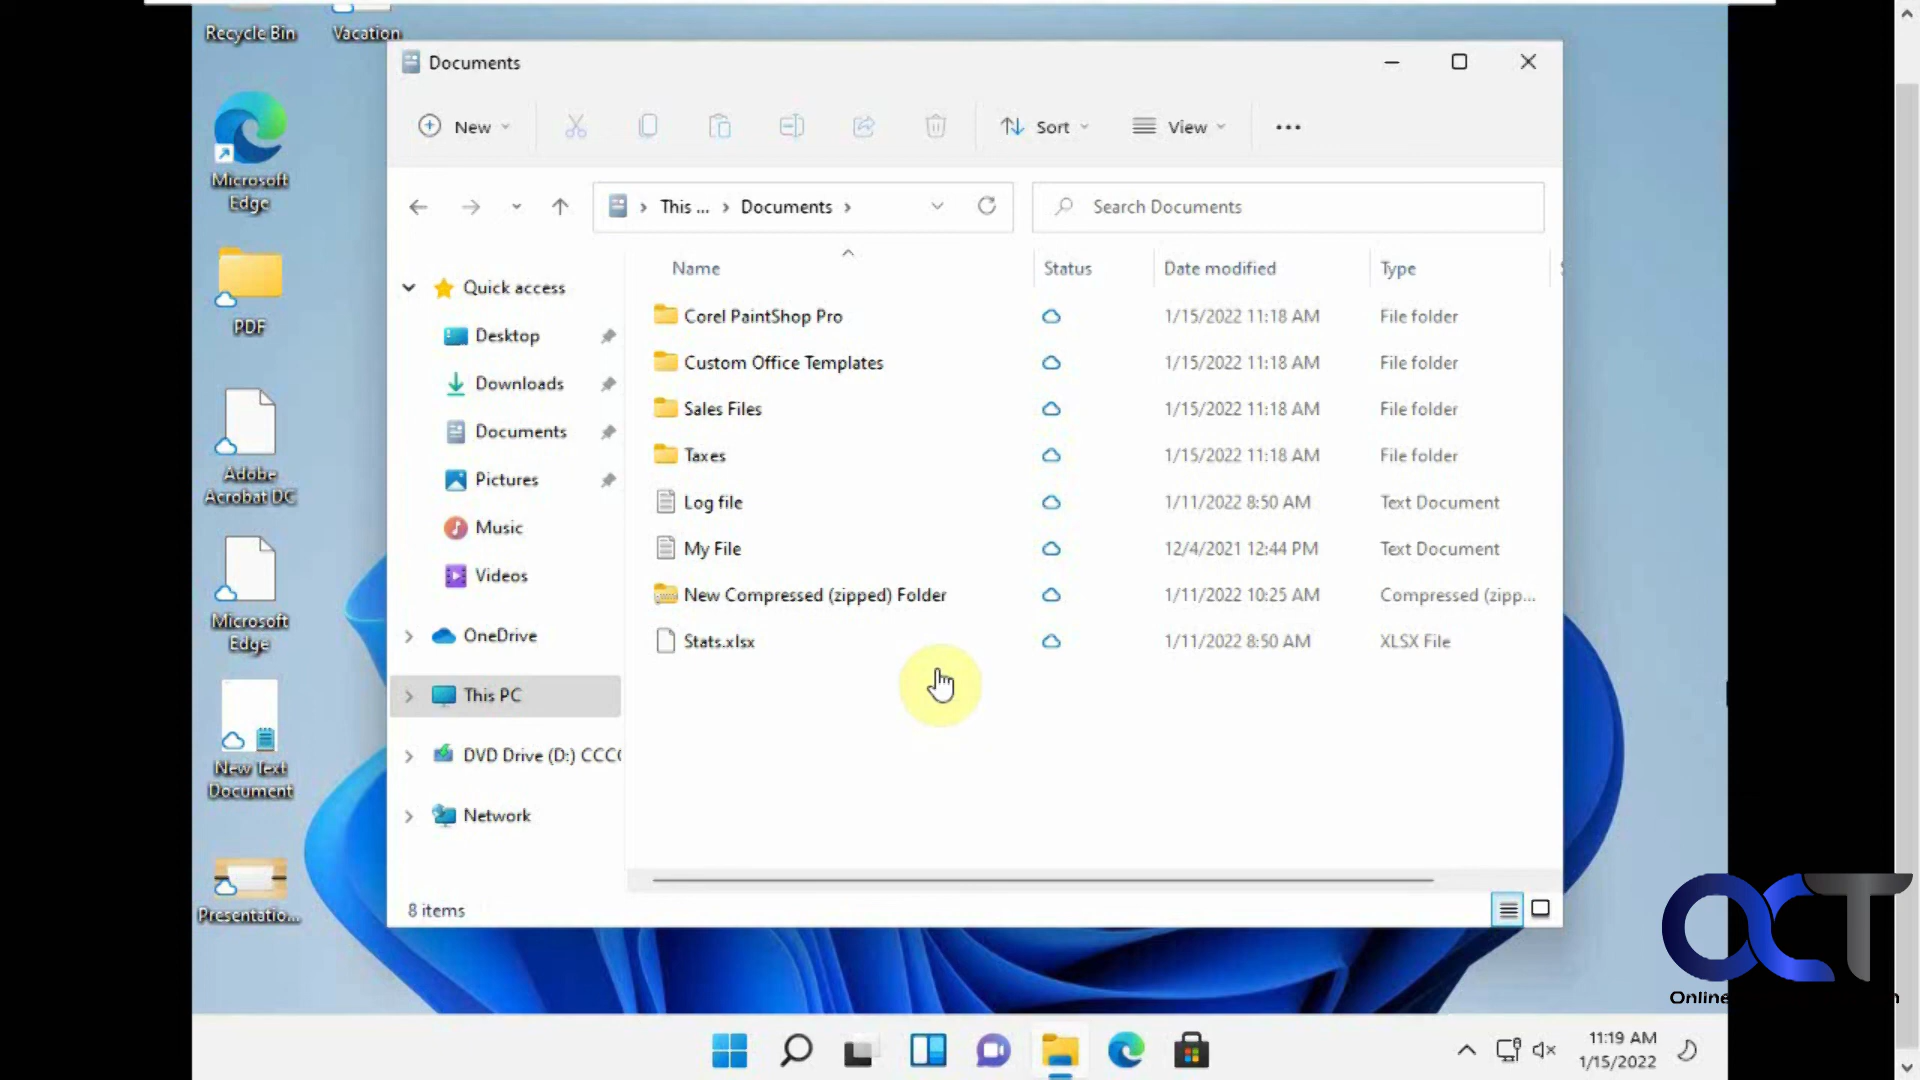 Recycle Bin
Vacation
Microsoft
Edge
PDF
Adobe
Acrobat DC
Microsoft
Edge
New Text
Document
Presentatio...
Documents
New
Sort
View
This ...
Documents
Search Documents
Quick access
Desktop
Downloads
Documents
Pictures
Music
Videos
OneDrive
This PC
DVD Drive (D:) CCC
Network
Name Status Date modified Type
Corel PaintShop Pro 1/15/2022 11:18 AM File folder
Custom Office Templates 1/15/2022 11:18 AM File folder
Sales Files 1/15/2022 11:18 AM File folder
Taxes 1/15/2022 11:18 AM File folder
Log file 1/11/2022 8:50 AM Text Document
My File 12/4/2021 12:44 PM Text Document
New Compressed (zipped) Folder 1/11/2022 10:25 AM Compressed (zipp...
Stats.xlsx 1/11/2022 8:50 AM XLSX File
8 items
OCT
Online
11:19 AM
1/15/2022